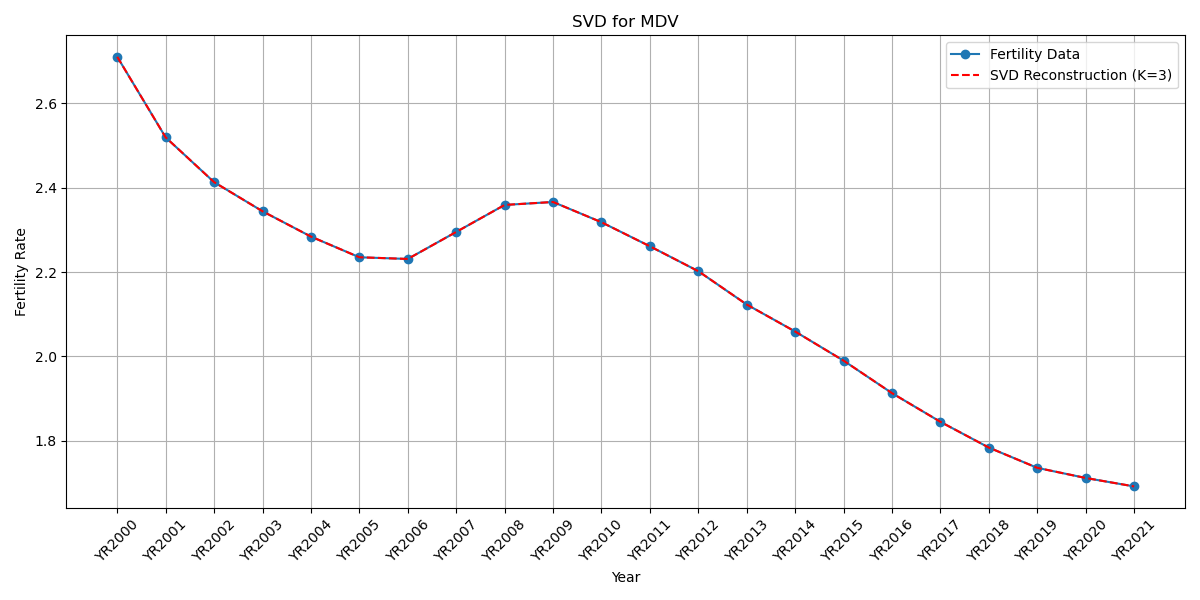 SVD for MDV
Fertility Data
SVD Reconstruction (K=3)
Fertility Rate
2.6
2.4
2.2
2.0
1.8
YR2000
YR2001
YR2002
YR2003
YR2004
YR2005
YR2006
YR2007
YR2008
YR2009
YR2010
YR2011
YR2012
YR2013
YR2014
YR2015
YR2016
YR2017
YR2018
YR2019
YR2020
YR2021
Year